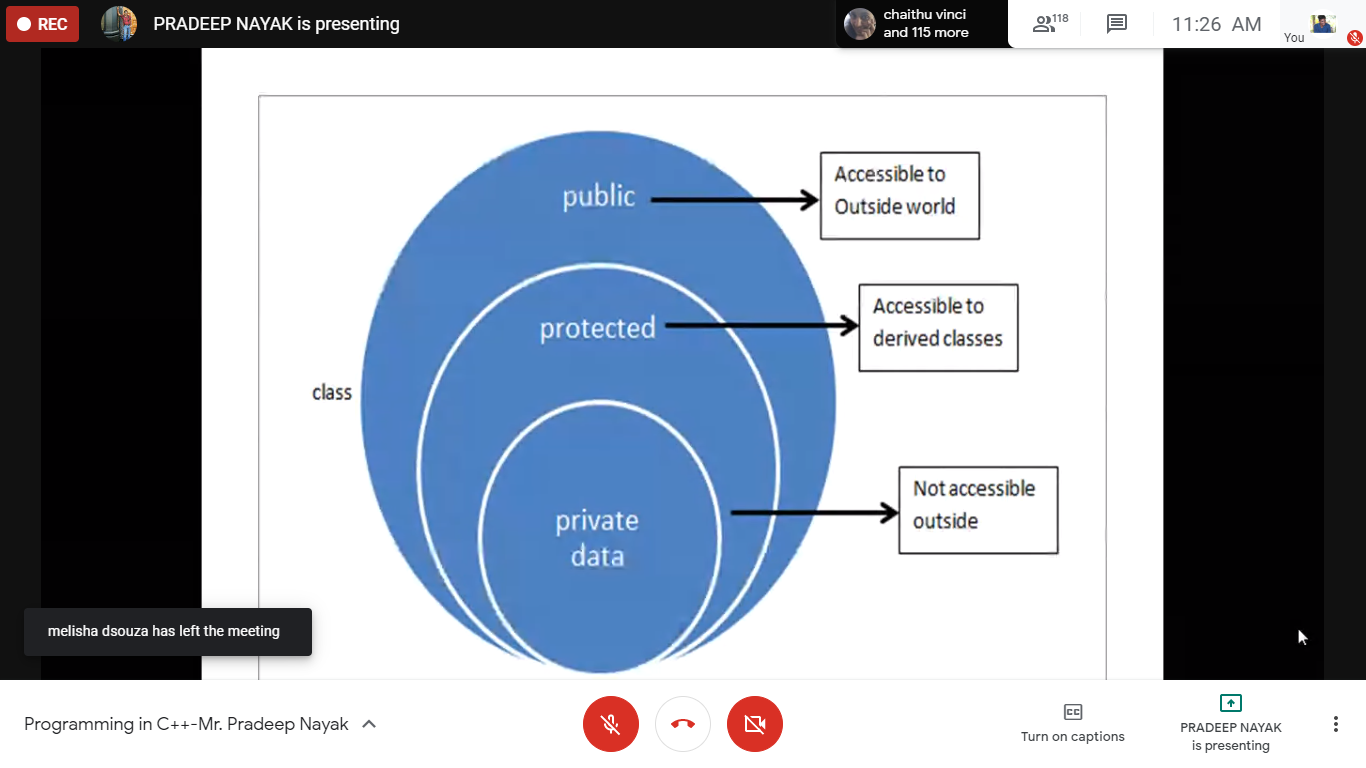 REC
PRADEEP NAYAK is presenting
chaithu vinci
and 115 more
118
11:26 AM
You
public
Accessible to
Outside world
protected
Accessible to
derived classes
class
private
data
Not accessible
outside
melisha dsouza has left the meeting
Programming in C++-Mr. Pradeep Nayak
CC
Turn on captions
PRADEEP NAYAK
is presenting